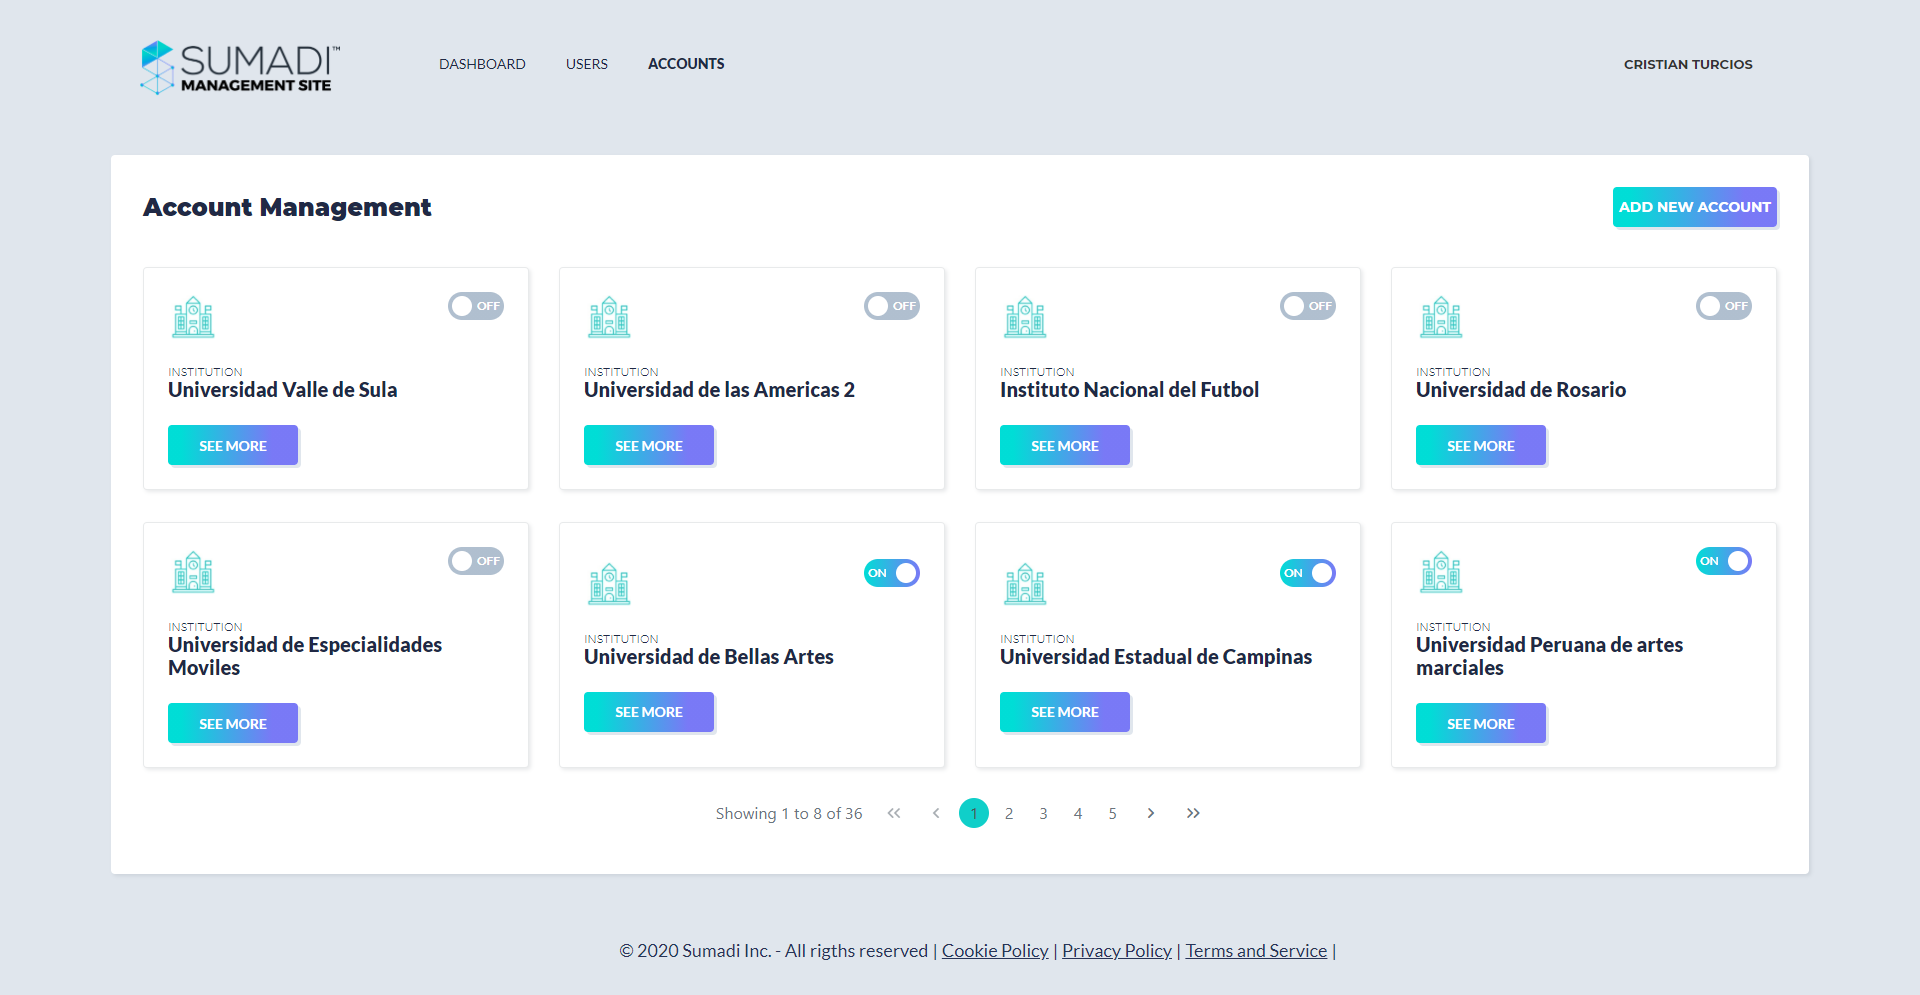 SUMADI™
MANAGEMENT SITE
DASHBOARD
USERS
ACCOUNTS
CRISTIAN TURCIOS
Account Management
ADD NEW ACCOUNT
OFF
INSTITUTION
Universidad Valle de Sula
SEE MORE
OFF
INSTITUTION
Universidad de las Americas 2
SEE MORE
OFF
INSTITUTION
Instituto Nacional del Futbol
SEE MORE
OFF
INSTITUTION
Universidad de Rosario
SEE MORE
OFF
INSTITUTION
Universidad de Especialidades
Moviles
SEE MORE
ON
INSTITUTION
Universidad de Bellas Artes
SEE MORE
ON
INSTITUTION
Universidad Estadual de Campinas
SEE MORE
ON
INSTITUTION
Universidad Peruana de artes
marciales
SEE MORE
Showing 1 to 8 of 36 « ‹ 1 2 3 4 5 › »
© 2020 Sumadi Inc. - All rigths reserved | Cookie Policy | Privacy Policy | Terms and Service |